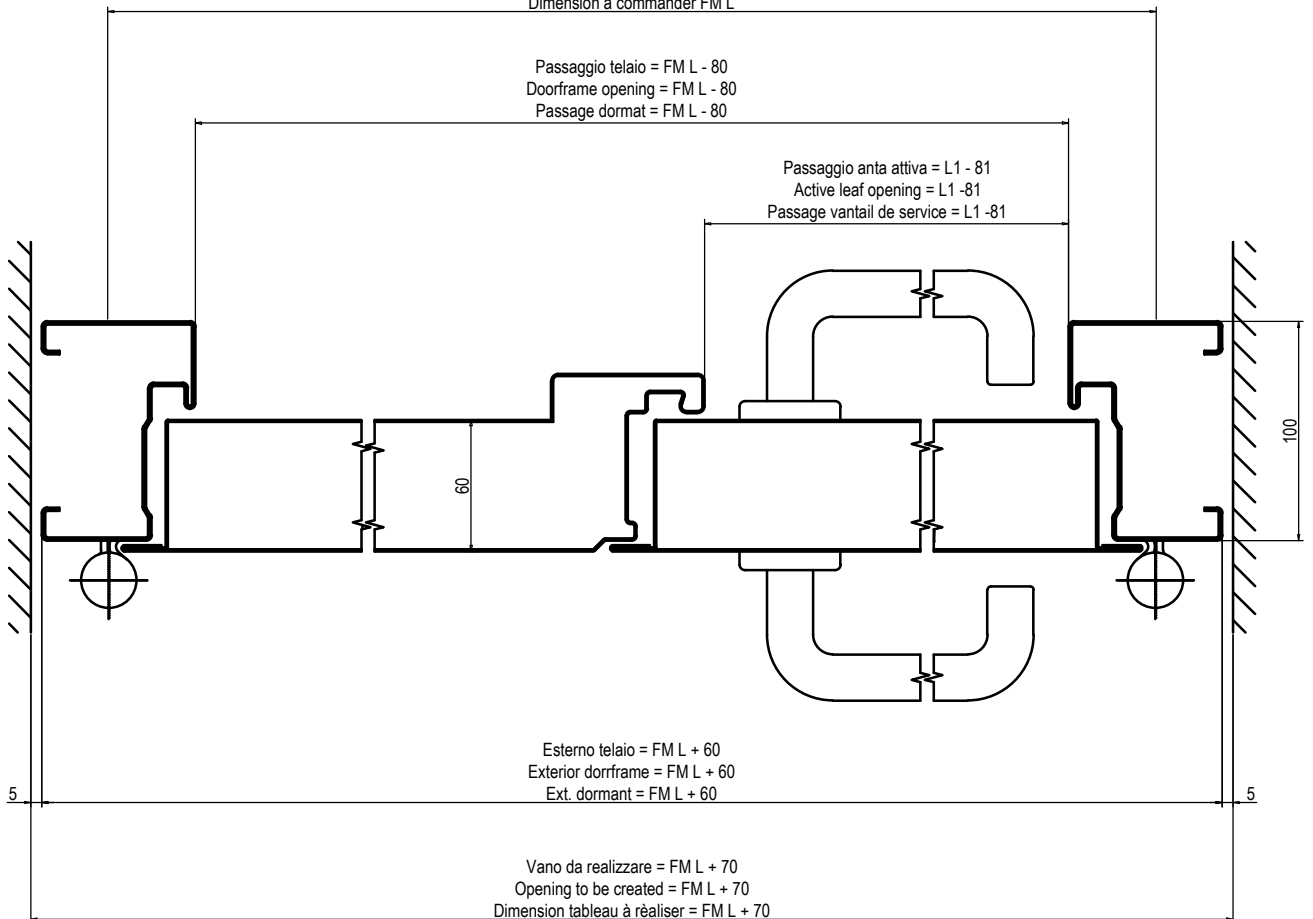 Dimension à commander FM L
Passaggio telaio = FM L - 80
Doorframe opening = FM L - 80
Passage dormat = FM L - 80
Passaggio anta attiva = L1 - 81
Active leaf opening = L1 -81
Passage vantail de service = L1 -81
60
100
Esterno telaio = FM L + 60
Exterior dorrframe = FM L + 60
Ext. dormant = FM L + 60
5
5
Vano da realizzare = FM L + 70
Opening to be created = FM L + 70
Dimension tableau à rèaliser = FM L + 70